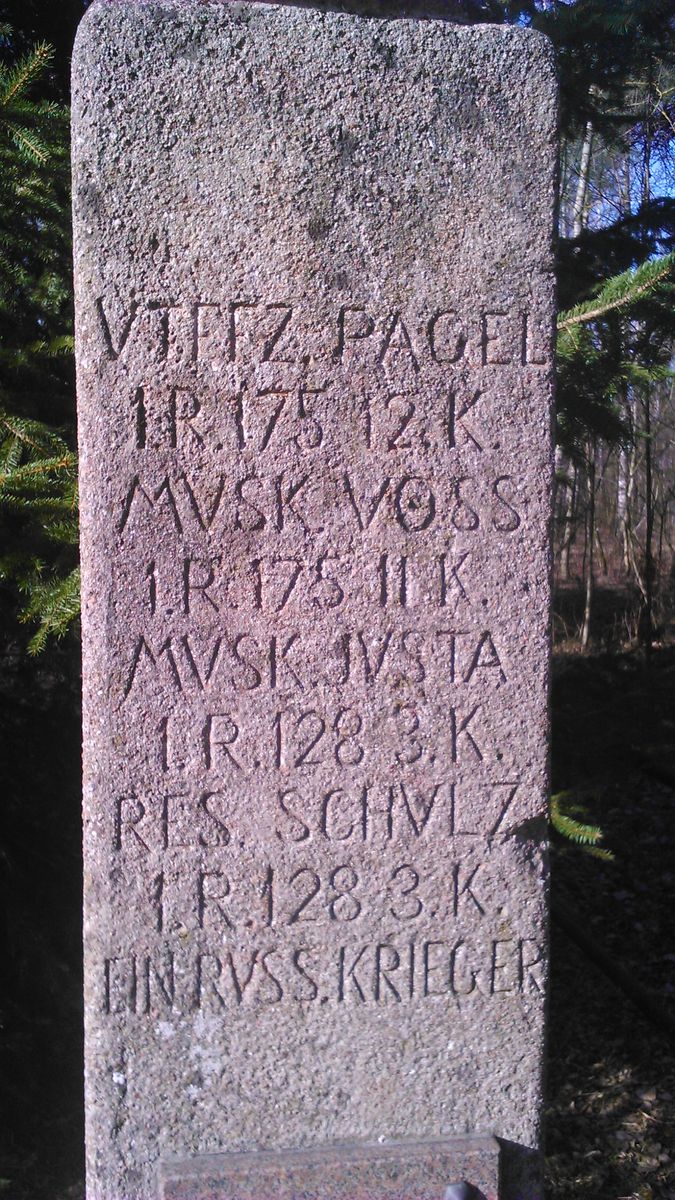 VTFFZ. PAGEL
I.R. 175 12. K.
MVSK. VOSS
I.R. 175 11 K.
MVSK. JVSTA
I.R. 128 3. K.
RES. SCHVLZ
I.R. 128 3. K.
EIN RVSS. KRIEGER